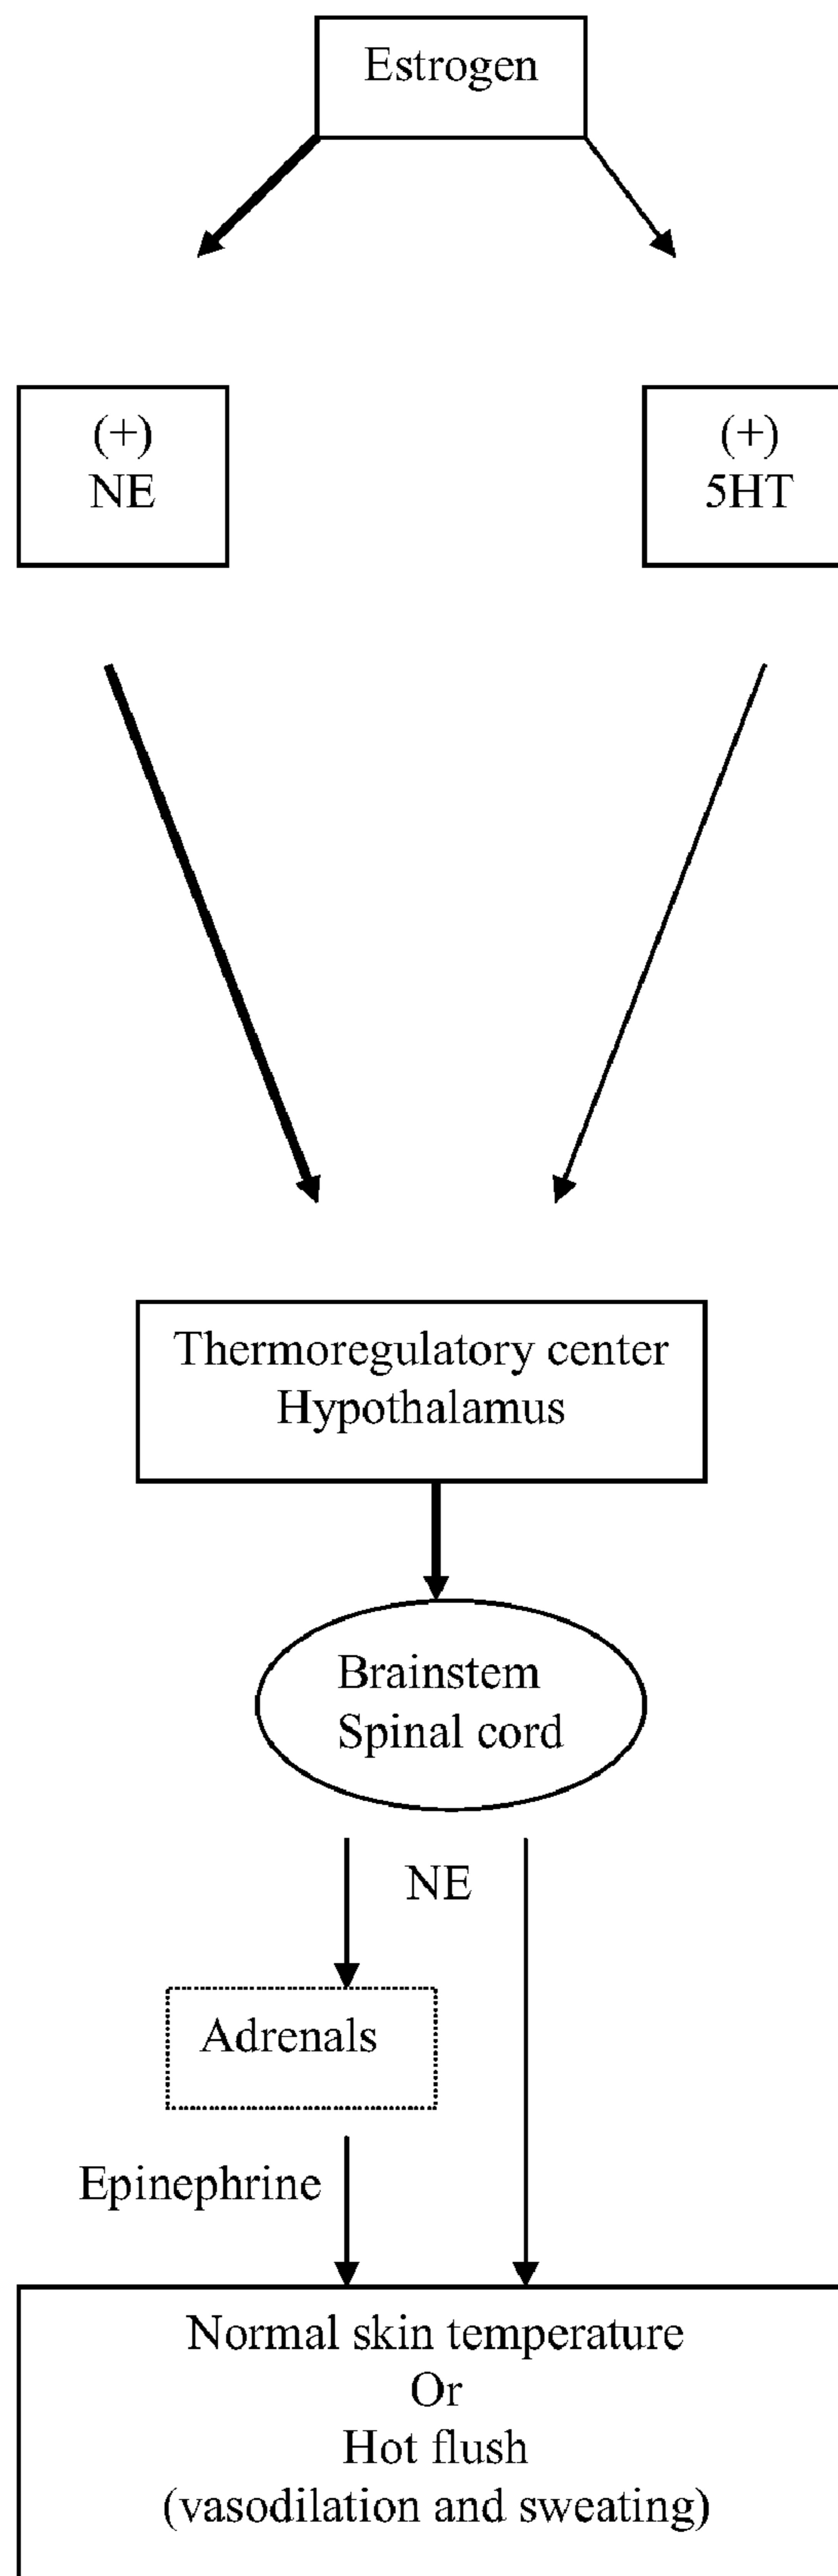 Estrogen
(+)
NE
(+)
5HT
Thermoregulatory center
Hypothalamus
Brainstem
Spinal cord
NE
Adrenals
Epinephrine
Normal skin temperature
Or
Hot flush
(vasodilation and sweating)